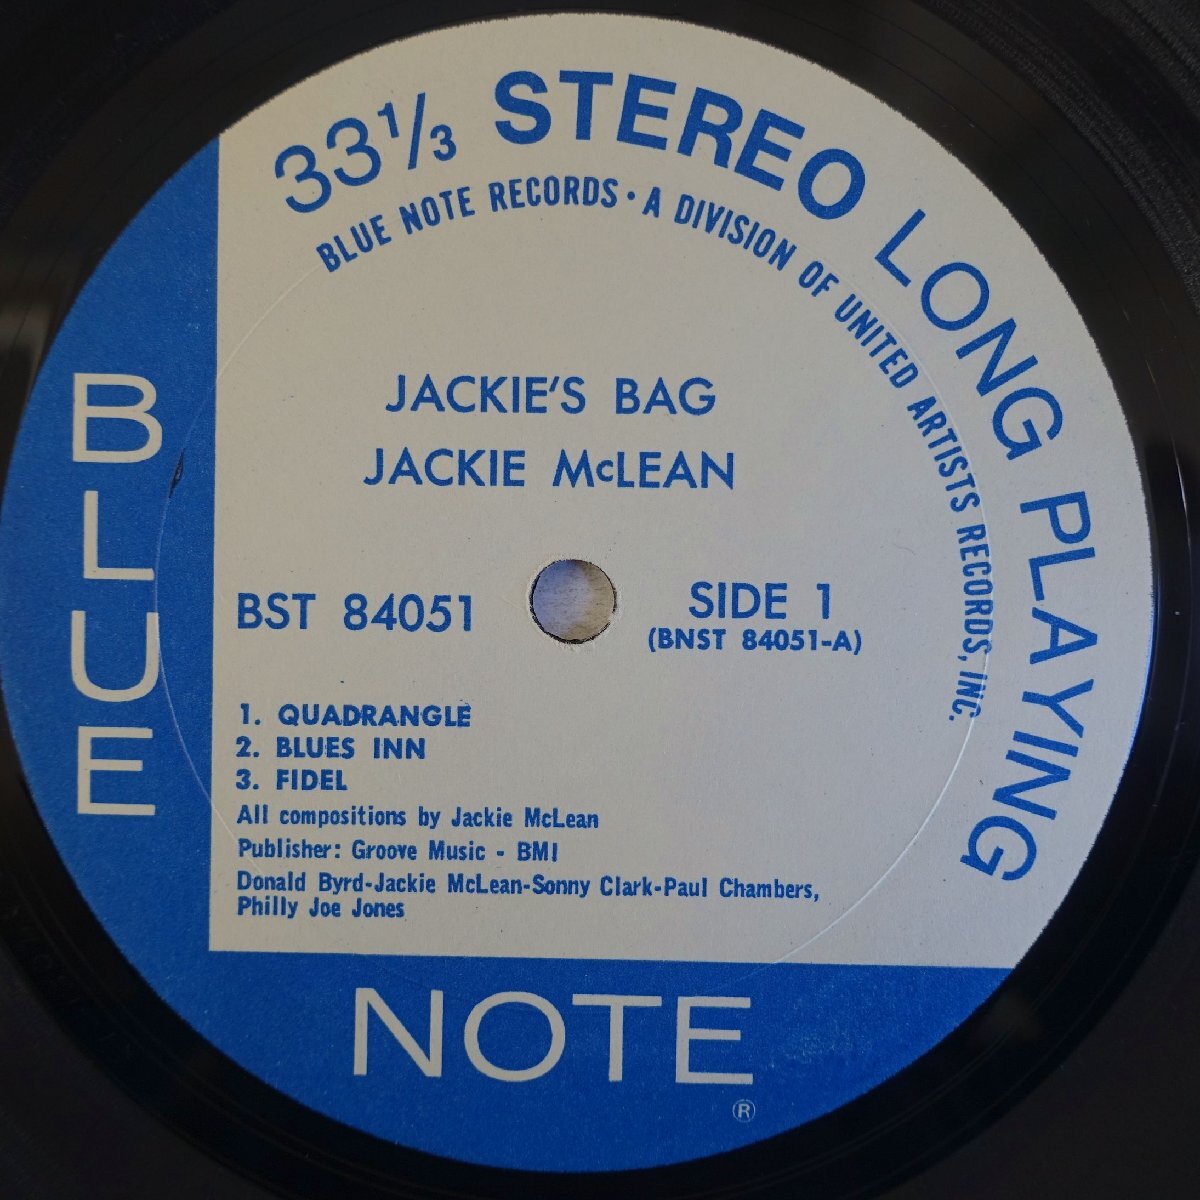 33 1/3 STEREO LONG PLAYING
BLUE NOTE RECORDS • A DIVISION OF UNITED ARTISTS RECORDS, INC.
JACKIE'S BAG
JACKIE McLEAN
BST 84051
SIDE 1
(BNST 84051-A)
1. QUADRANGLE
2. BLUES INN
3. FIDEL
All compositions by Jackie McLean
Publisher: Groove Music - BMI
Donald Byrd-Jackie McLean-Sonny Clark-Paul Chambers,
Philly Joe Jones
BLUE
NOTE
®